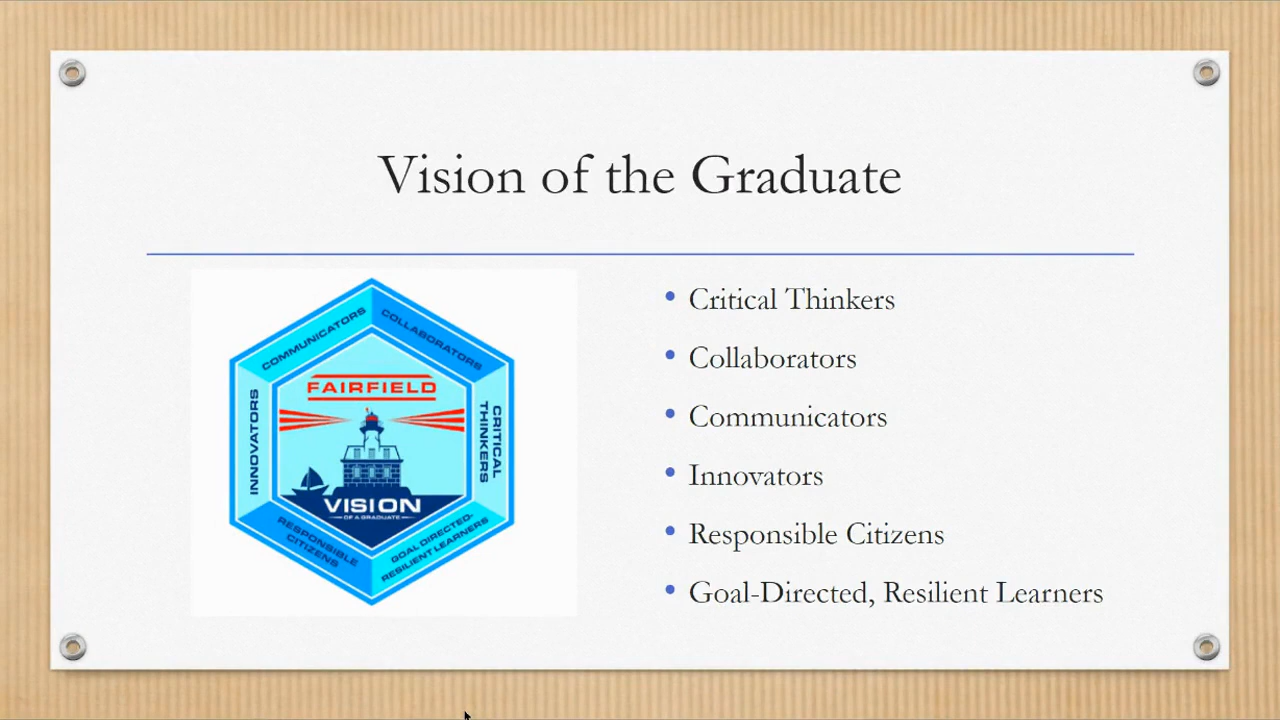 Vision of the Graduate
COMMUNICATORS
COLLABORATORS
INNOVATORS
CRITICAL
THINKERS
FAIRFIELD
VISION
OF A GRADUATE
RESPONSIBLE
CITIZENS
GOAL DIRECTED-
RESILIENT LEARNERS
• Critical Thinkers
• Collaborators
• Communicators
• Innovators
• Responsible Citizens
• Goal-Directed, Resilient Learners